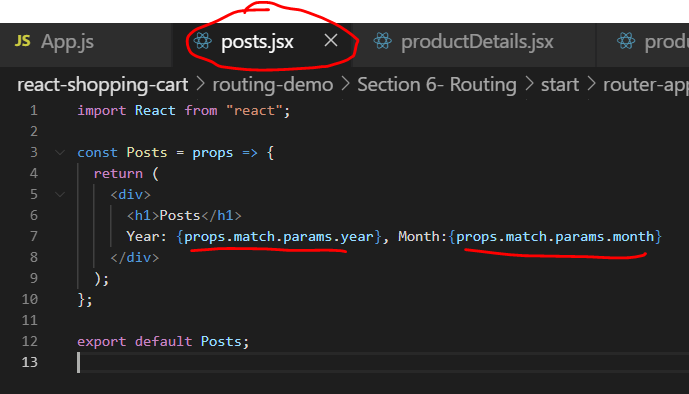 JS App.js posts.jsx × productDetails.jsx produ
react-shopping-cart > routing-demo > Section 6- Routing > start > router-app
1 import React from "react";
2
3 const Posts = props => {
4 return (
5 <div>
6 <h1>Posts</h1>
7 Year: {props.match.params.year}, Month:{props.match.params.month}
8 </div>
9 );
10 };
11
12 export default Posts;
13